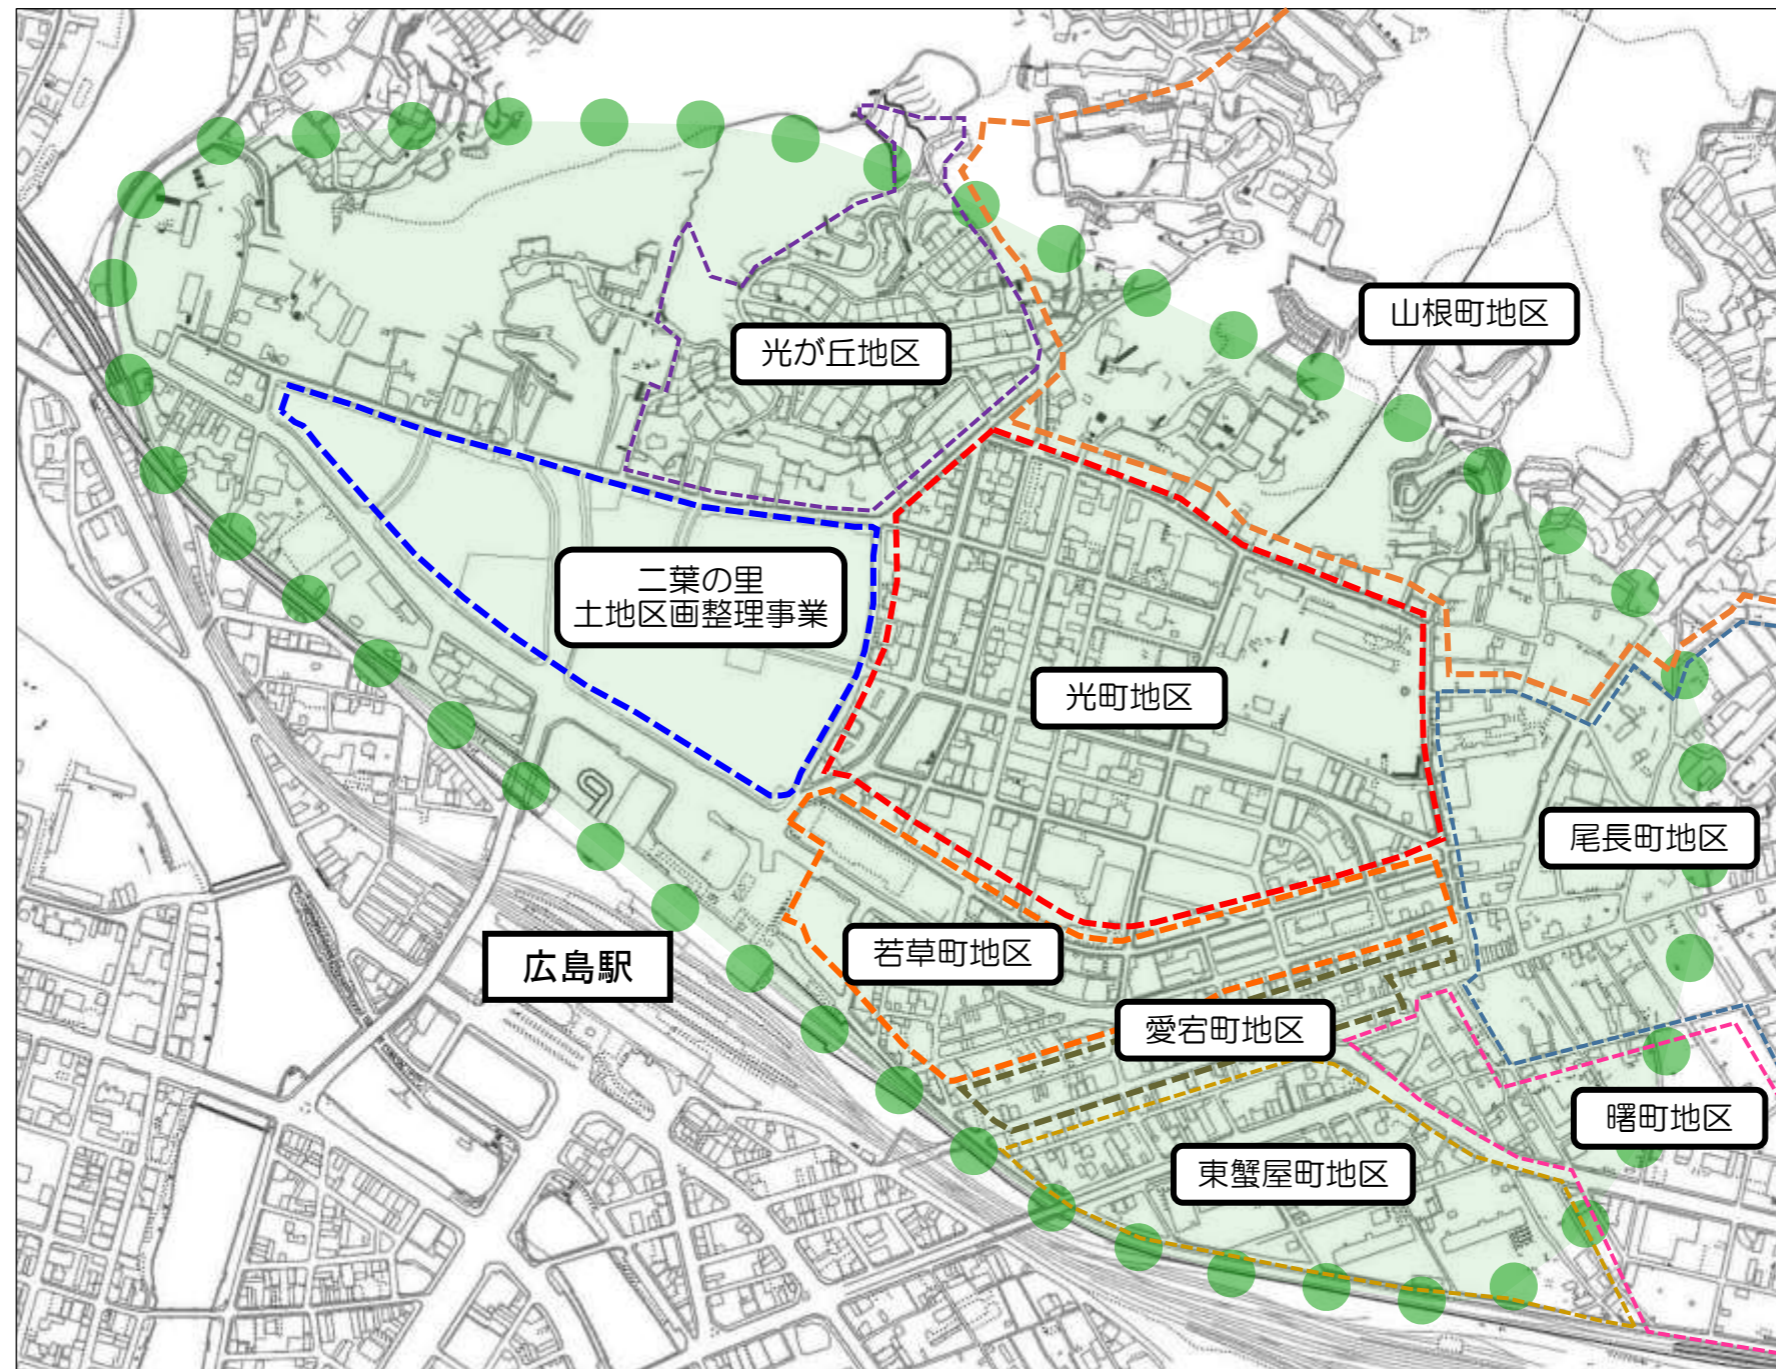 山根町地区
光が丘地区
二葉の里
土地区画整理事業
光町地区
尾長町地区
若草町地区
広島駅
愛宕町地区
曙町地区
東蟹屋町地区